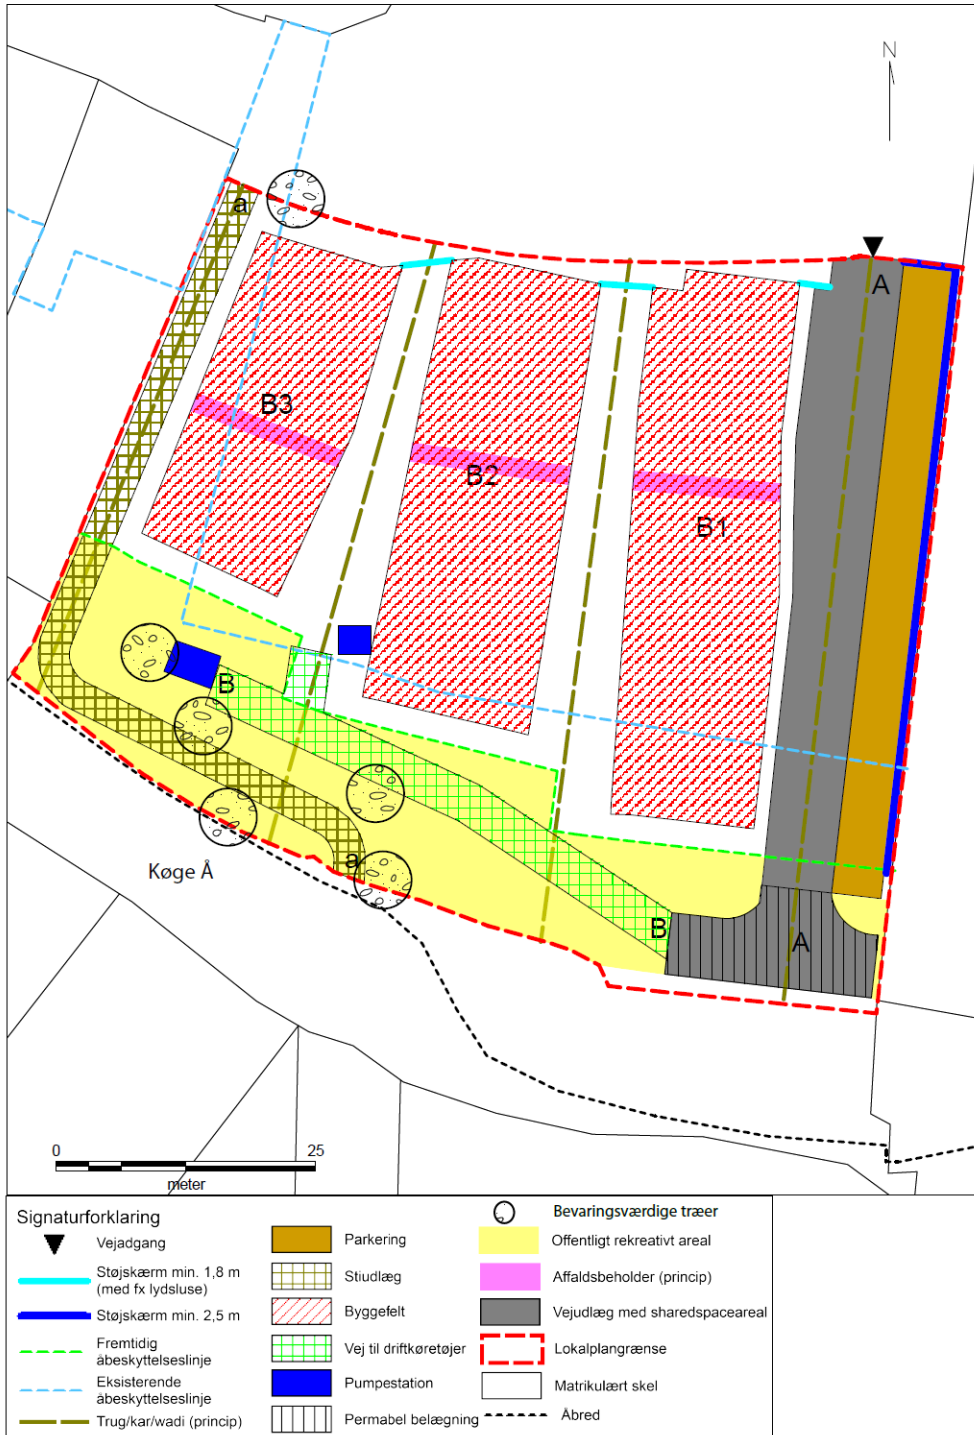 N
a
A
B3
B2
B1
B
a
Køge Å
B
A
0 25
meter
Signaturforklaring
Vejadgang
Støjskærm min. 1,8 m
(med fx lydsluse)
Støjskærm min. 2,5 m
Fremtidig
åbeskyttelseslinje
Eksisterende
åbeskyttelseslinje
Trug/kar/wadi (princip)
Parkering
Stiudlæg
Byggefelt
Vej til driftkøretøjer
Pumpestation
Permabel belægning
Bevaringsværdige træer
Offentligt rekreativt areal
Affaldsbeholder (princip)
Vejudlæg med sharedspaceareal
Lokalplangrænse
Matrikulært skel
Åbred